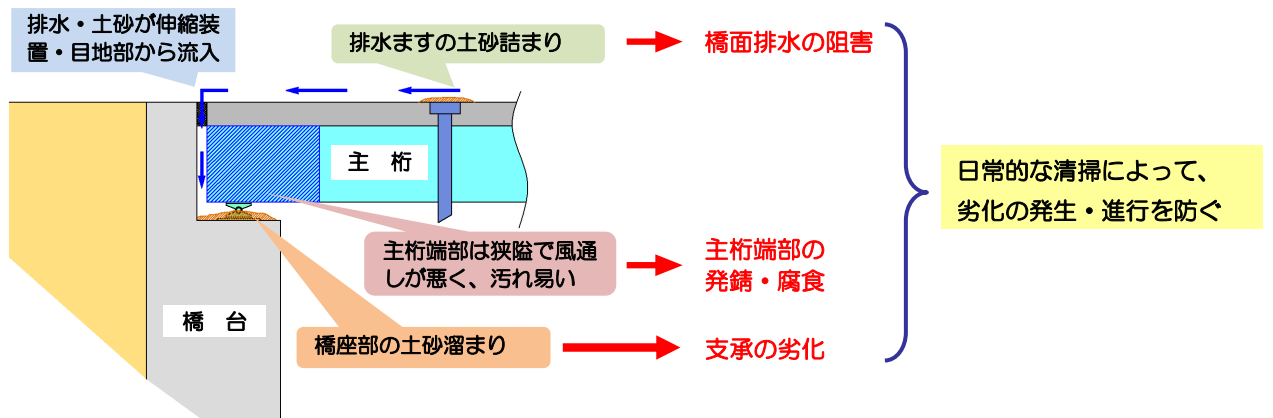 排水・土砂が伸縮装
置・目地部から流入
排水ますの土砂詰まり
橋面排水の阻害
主 桁
主桁端部は狭隘で風通
しが悪く、汚れ易い
主桁端部の
発錆・腐食
橋 台
橋座部の土砂溜まり
支承の劣化
日常的な清掃によって、
劣化の発生・進行を防ぐ